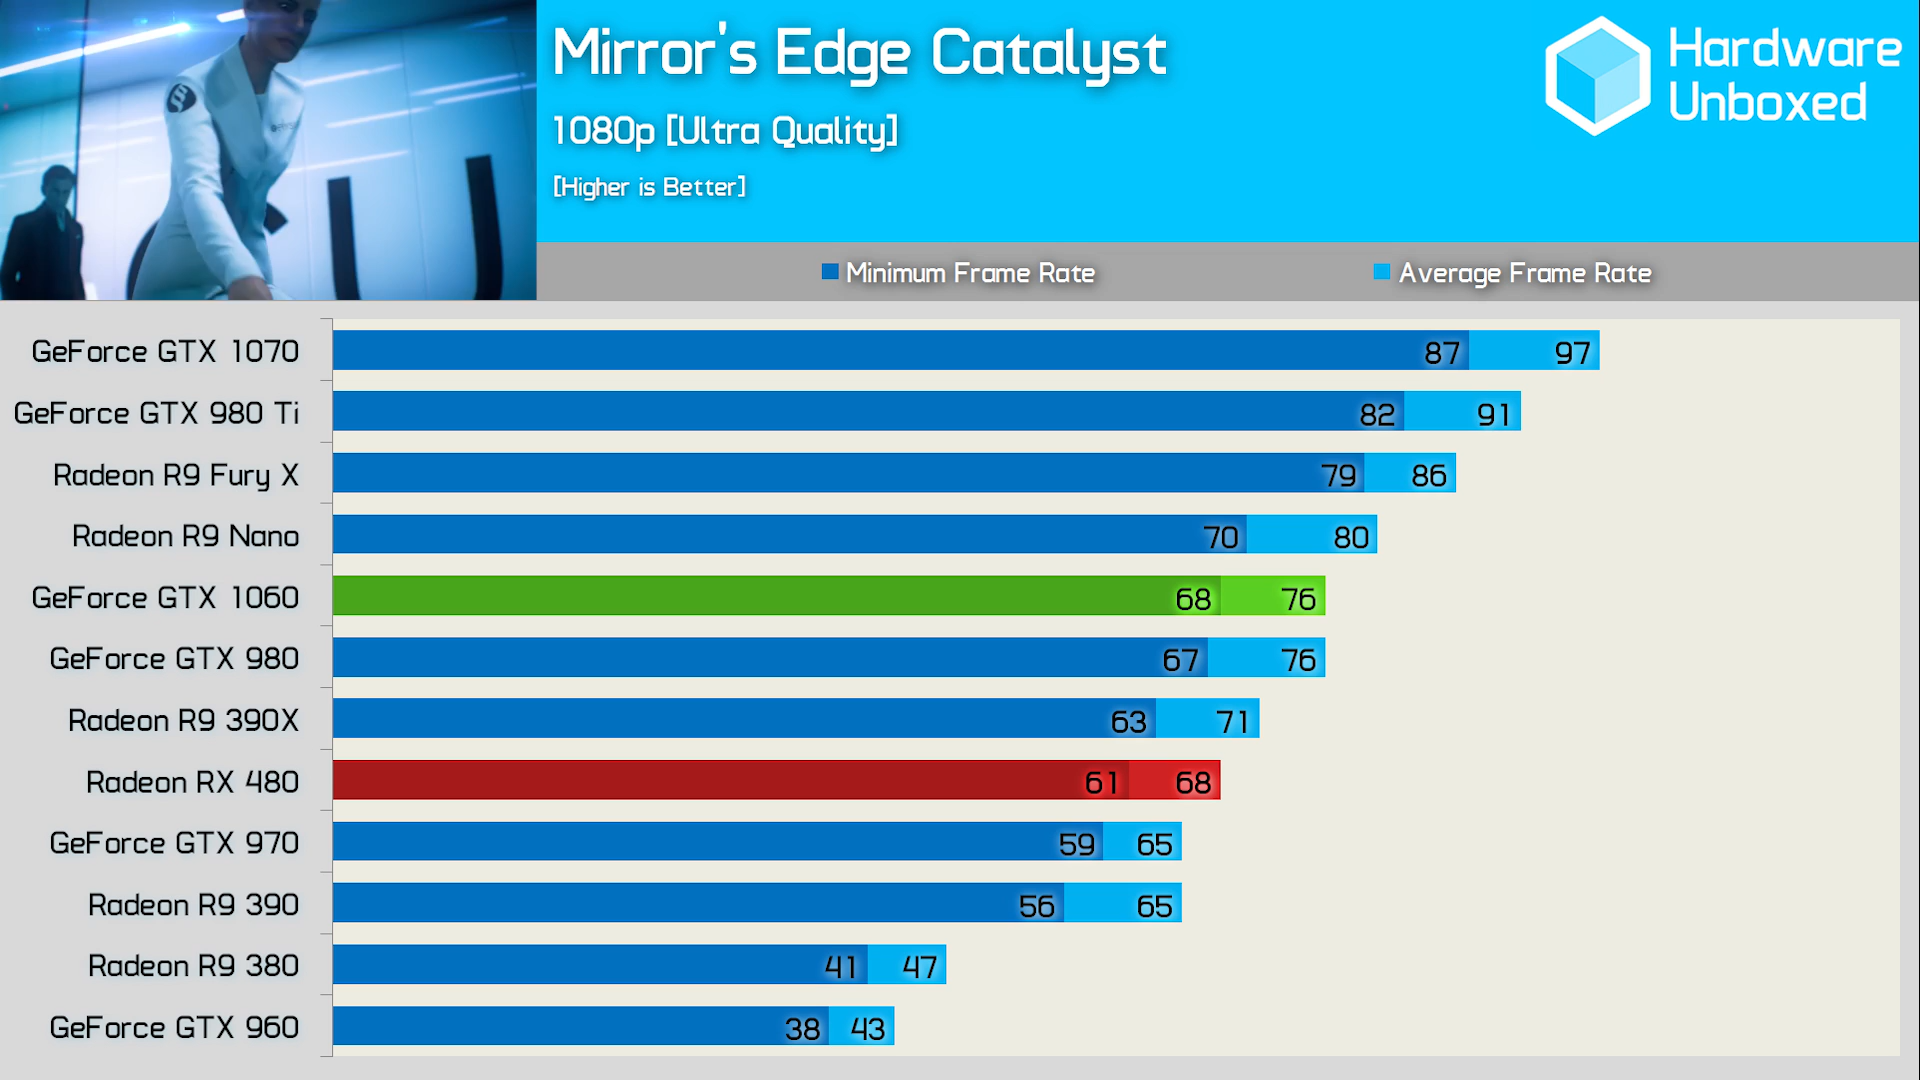 Mirror's Edge Catalyst
1080p [Ultra Quality]
[Higher is Better]
Hardware
Unboxed
Minimum Frame Rate
Average Frame Rate
GeForce GTX 1070 87 97
GeForce GTX 980 Ti 82 91
Radeon R9 Fury X 79 86
Radeon R9 Nano 70 80
GeForce GTX 1060 68 76
GeForce GTX 980 67 76
Radeon R9 390X 63 71
Radeon RX 480 61 68
GeForce GTX 970 59 65
Radeon R9 390 56 65
Radeon R9 380 41 47
GeForce GTX 960 38 43